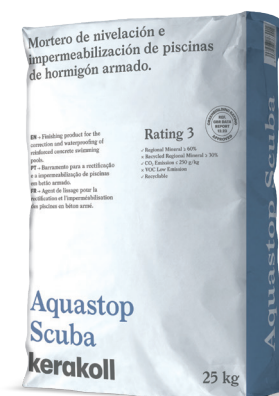 Mortero de nivelación e
impermeabilización de piscinas
de hormigón armado.
EN – Finishing product for the
correction and waterproofing of
reinforced concrete swimming
pools.
PT – Barramento para a rectificação
e a impermeabilização de piscinas
em betão armado.
FR – Agent de lissage pour la
rectification et l'imperméabilisation
des piscines en béton armé.
Rating 3
✓ Regional Mineral ≥ 60%
× Recycled Regional Mineral ≥ 30%
✓ CO₂ Emission ≤ 250 g/kg
× VOC Low Emission
✓ Recyclable
Aquastop
Scuba
kerakoll
25 kg
Aquastop Scuba